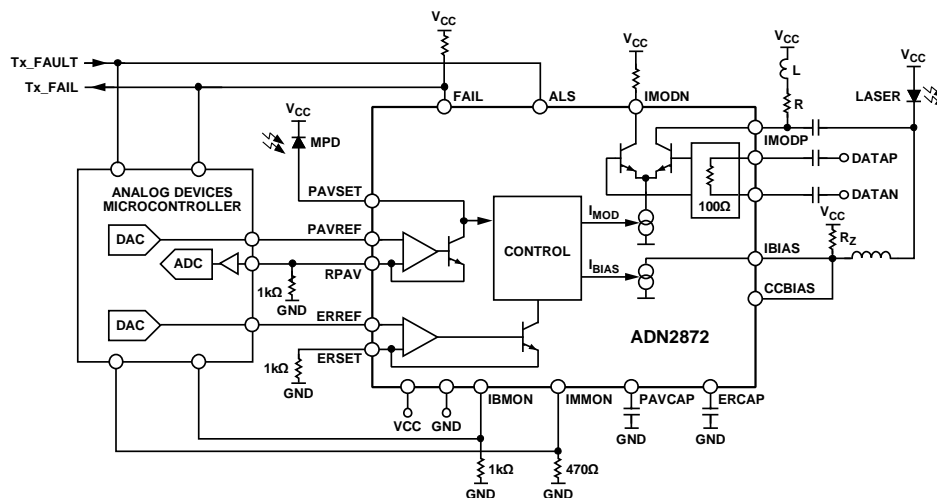 VCC
Tx_FAULT
Tx_FAIL
FAIL
ALS
VCC
IMODN
VCC
L
R
VCC
LASER
IMODP
VCC
MPD
DATAP
DATAN
100Ω
ANALOG DEVICES
MICROCONTROLLER
PAVSET
DAC
PAVREF
ADC
RPAV
1kΩ
GND
CONTROL
IMOD
IBIAS
VCC
RZ
IBIAS
CCBIAS
DAC
ERREF
ERSET
1kΩ
GND
ADN2872
VCC
GND
IBMON
IMMON
PAVCAP
ERCAP
GND
GND
1kΩ
470Ω
GND
GND